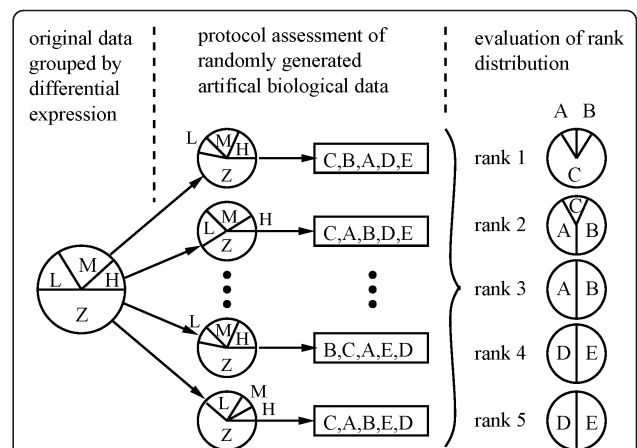 original data
grouped by
differential
expression
protocol assessment of
randomly generated
artifical biological data
evaluation of rank
distribution
L M H Z
L M H Z
C,B,A,D,E
L M H Z
C,A,B,D,E
L M H Z
B,C,A,E,D
L M H Z
C,A,B,E,D
rank 1
A B
C
rank 2
C
A B
rank 3
A B
rank 4
D E
rank 5
D E